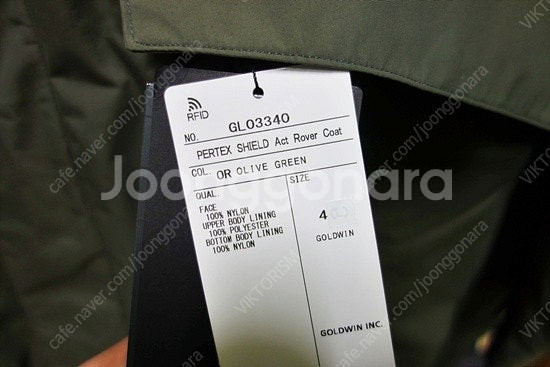 RFID
NO. GL03340
PERTEX SHIELD Act Rover Coat
COL. OR OLIVE GREEN
QUAL.
SIZE
FACE
100% NYLON
UPPER BODY LINING
100% POLYESTER
BOTTOM BODY LINING
100% NYLON
4
GOLDWIN
GOLDWIN INC.
Joonggonara
cafe.naver.com/joonggonara
VIKTORISM